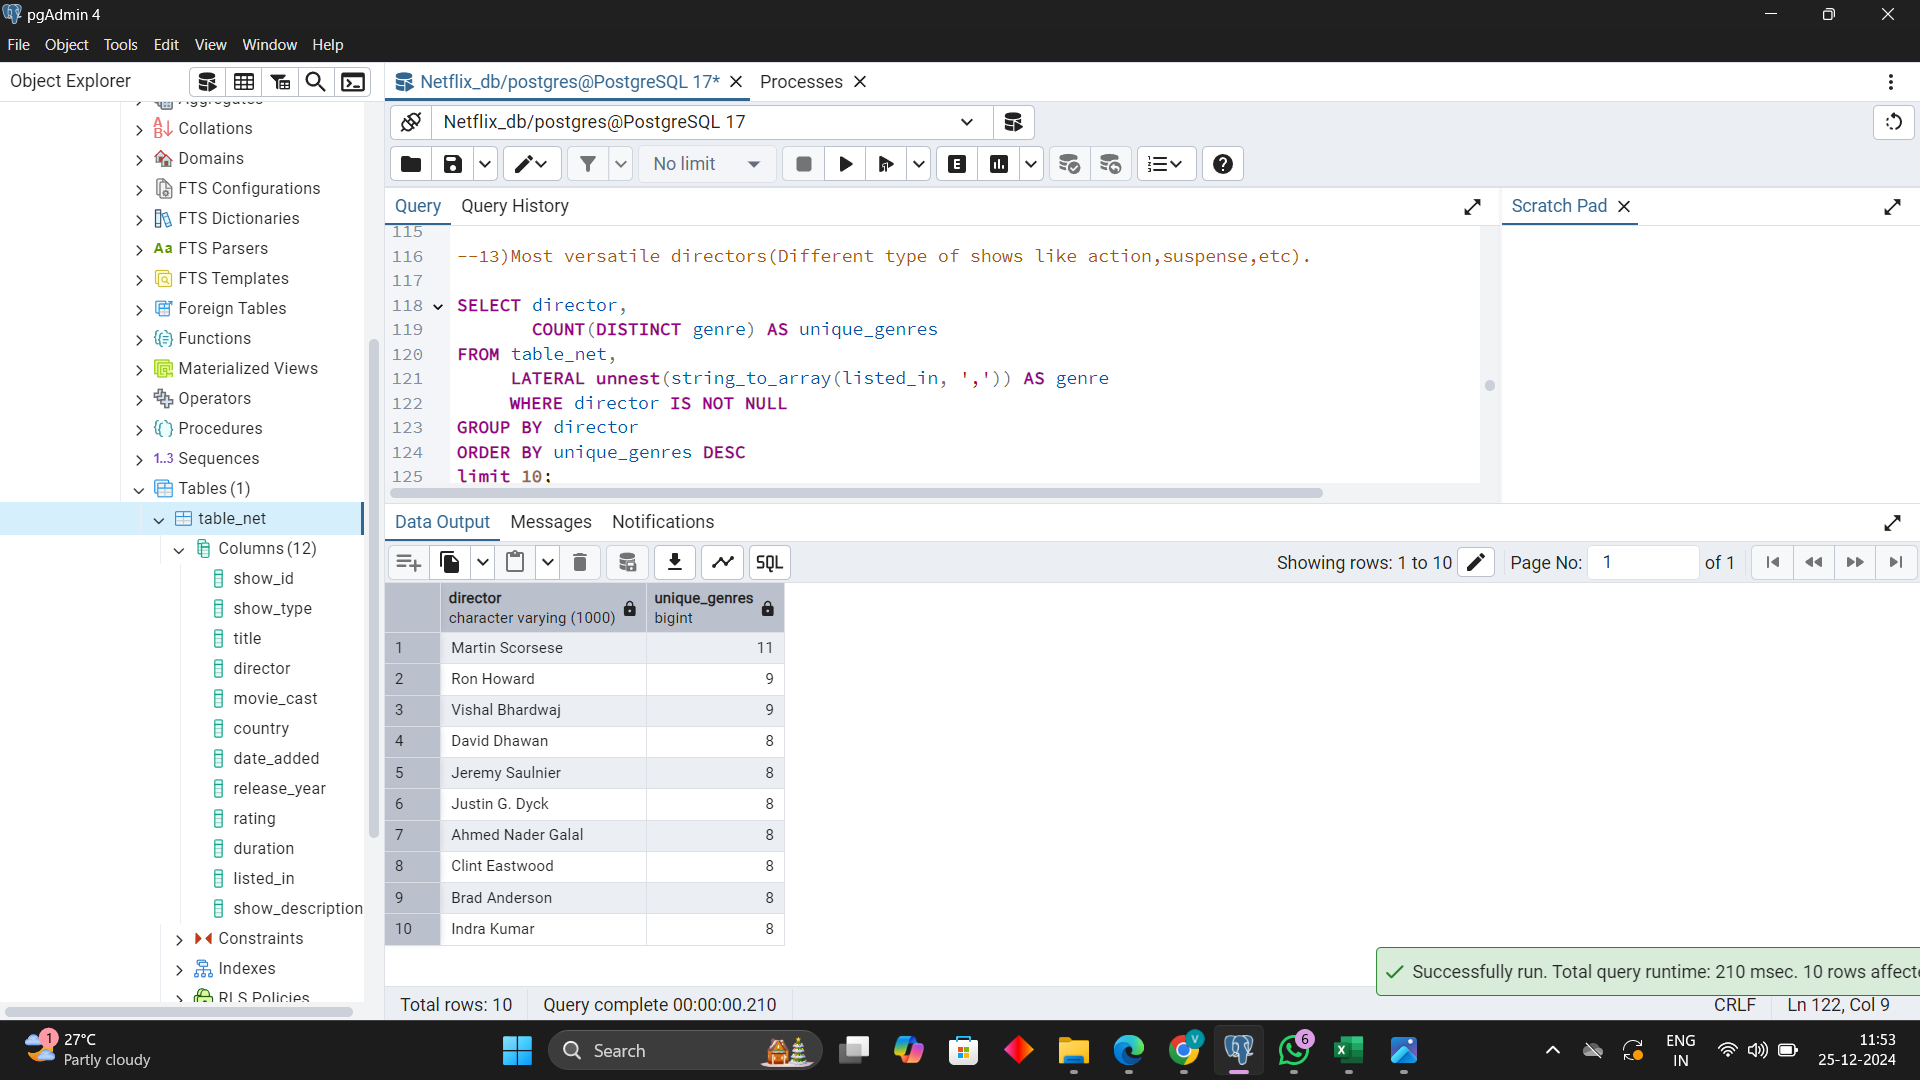 pgAdmin 4
File Object Tools Edit View Window Help
Object Explorer
Netflix_db/postgres@PostgreSQL 17*
Processes
Netflix_db/postgres@PostgreSQL 17
No limit
E
Query
Query History
Scratch Pad
Aggregates
Collations
Domains
FTS Configurations
FTS Dictionaries
Aa FTS Parsers
FTS Templates
Foreign Tables
Functions
Materialized Views
Operators
Procedures
1..3 Sequences
Tables (1)
table_net
Columns (12)
show_id
show_type
title
director
movie_cast
country
date_added
release_year
rating
duration
listed_in
show_description
Constraints
Indexes
RLS Policies
115
116 --13)Most versatile directors(Different type of shows like action,suspense,etc).
117
118 SELECT director,
119 COUNT(DISTINCT genre) AS unique_genres
120 FROM table_net,
121 LATERAL unnest(string_to_array(listed_in, ',')) AS genre
122 WHERE director IS NOT NULL
123 GROUP BY director
124 ORDER BY unique_genres DESC
125 limit 10;
Data Output
Messages
Notifications
SQL
Showing rows: 1 to 10
Page No: 1 of 1
director unique_genres
character varying (1000) bigint
1 Martin Scorsese 11
2 Ron Howard 9
3 Vishal Bhardwaj 9
4 David Dhawan 8
5 Jeremy Saulnier 8
6 Justin G. Dyck 8
7 Ahmed Nader Galal 8
8 Clint Eastwood 8
9 Brad Anderson 8
10 Indra Kumar 8
Successfully run. Total query runtime: 210 msec. 10 rows affect
Total rows: 10
Query complete 00:00:00.210
CRLF
Ln 122, Col 9
1
27°C
Partly cloudy
Search
V
6
ENG
IN
11:53
25-12-2024